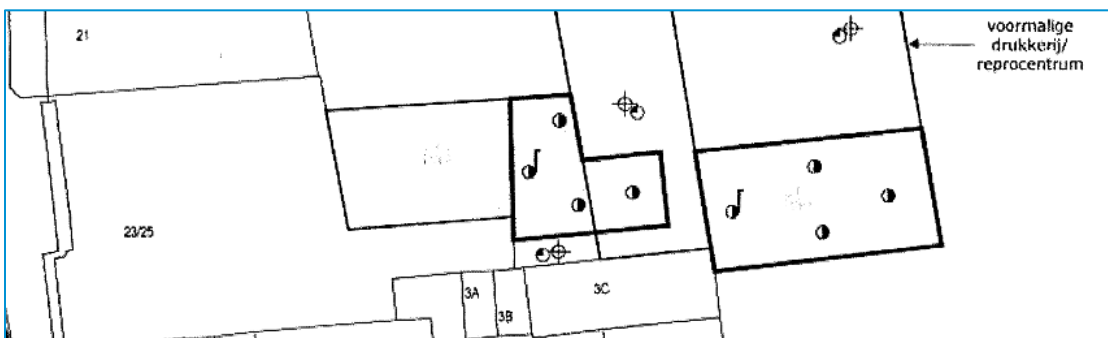 21
voormalige
drukkerij/
reprocentrum
23/25
3A
3B
3C